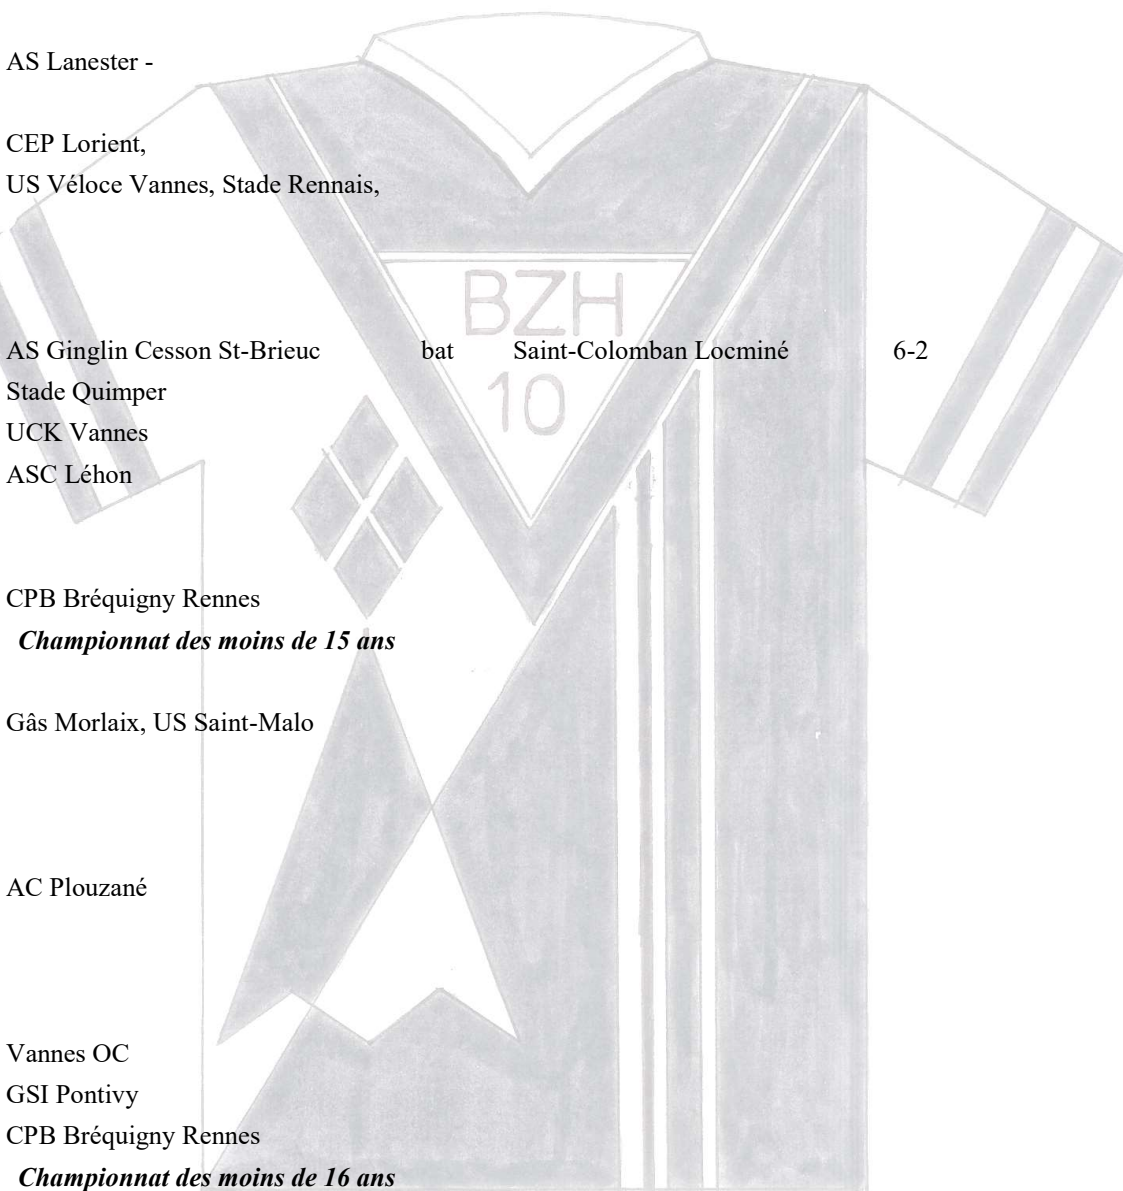 AS Lanester -
CEP Lorient,
US Véloce Vannes, Stade Rennais,
BZH
AS Ginglin Cesson St-Brieuc bat Saint-Colomban Locminé 6-2
Stade Quimper
10
UCK Vannes
ASC Léhon
CPB Bréquigny Rennes
Championnat des moins de 15 ans
Gâs Morlaix, US Saint-Malo
AC Plouzané
Vannes OC
GSI Pontivy
CPB Bréquigny Rennes
Championnat des moins de 16 ans